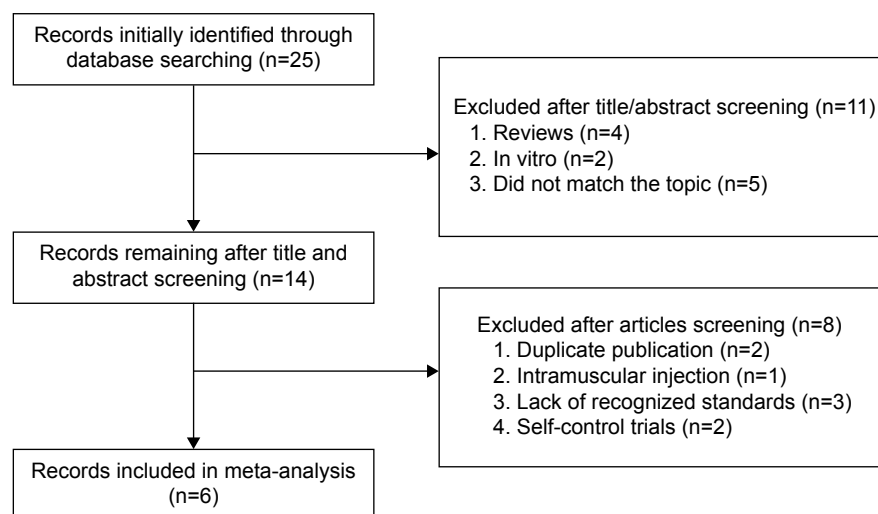 Records initially identified through
database searching (n=25)
Excluded after title/abstract screening (n=11)
1. Reviews (n=4)
2. In vitro (n=2)
3. Did not match the topic (n=5)
Records remaining after title and
abstract screening (n=14)
Excluded after articles screening (n=8)
1. Duplicate publication (n=2)
2. Intramuscular injection (n=1)
3. Lack of recognized standards (n=3)
4. Self-control trials (n=2)
Records included in meta-analysis
(n=6)